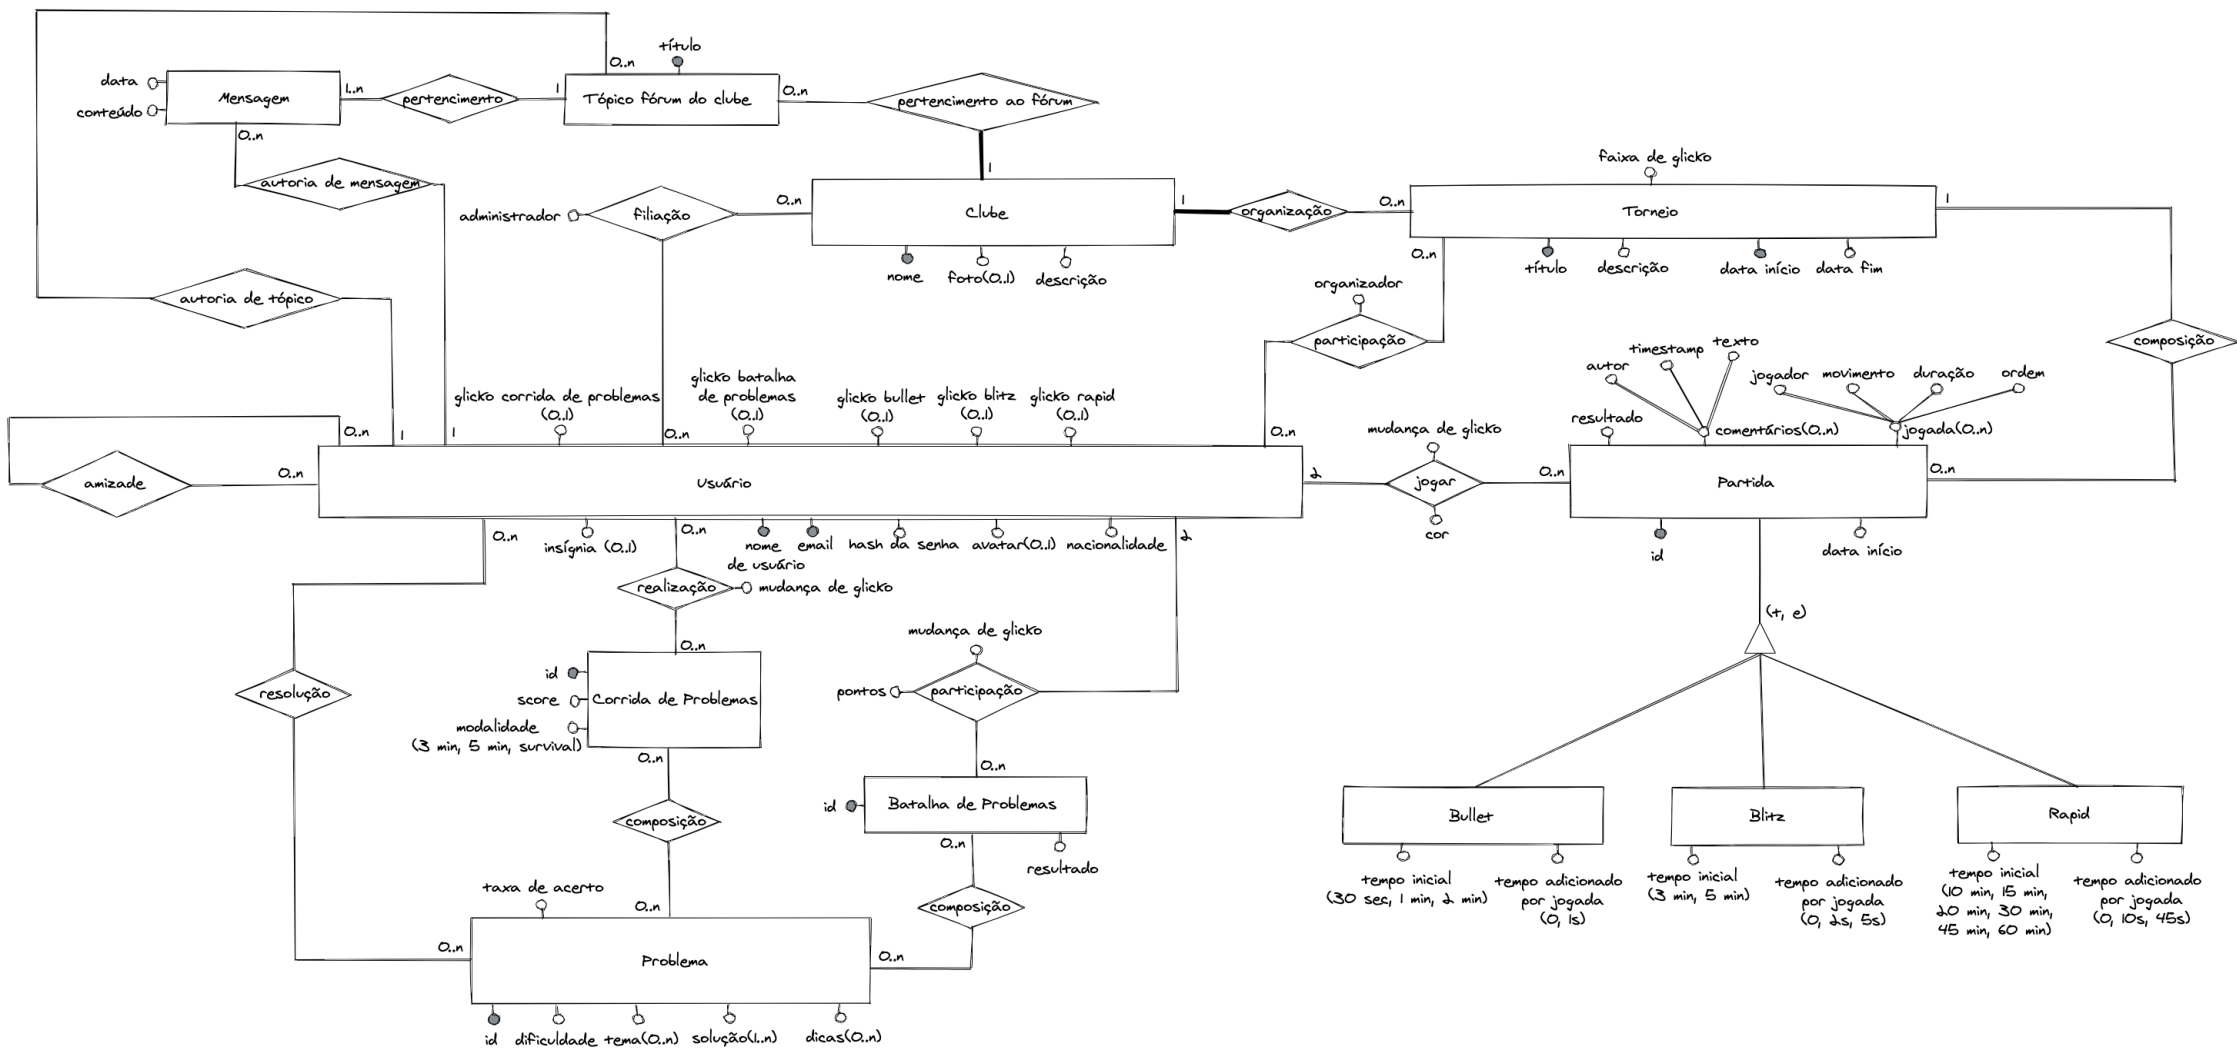 título
0..n
data
Mensagem
1..n
pertencimento
1
Tópico fórum do clube
0..n
pertencimento ao fórum
conteúdo
0..n
autoria de mensagem
1
faixa de glicko
administrador
filiação
0..n
Clube
1
organização
0..n
Torneio
1
nome
foto(0..1)
descrição
0..n
título
descrição
data início
data fim
autoria de tópico
organizador
participação
composição
glicko corrida de problemas
(0..1)
glicko batalha
de problemas
(0..1)
glicko bullet
(0..1)
glicko blitz
(0..1)
glicko rapid
(0..1)
autor
timestamp
texto
jogador
movimento
duração
ordem
resultado
comentários(0..n)
jogada(0..n)
0..n
1
1
0..n
0..n
mudança de glicko
amizade
0..n
Usuário
2
jogar
0..n
Partida
0..n
cor
0..n
insígnia (0..1)
0..n
nome
de usuário
email
hash da senha
avatar(0..1)
nacionalidade
2
id
data início
realização
mudança de glicko
(t, e)
mudança de glicko
0..n
resolução
id
score
Corrida de Problemas
modalidade
(3 min, 5 min, survival)
pontos
participação
0..n
0..n
id
Batalha de Problemas
composição
0..n
resultado
Bullet
Blitz
Rapid
tempo inicial
(30 sec, 1 min, 2 min)
tempo adicionado
por jogada
(0, 1s)
tempo inicial
(3 min, 5 min)
tempo adicionado
por jogada
(0, 2s, 5s)
tempo inicial
(10 min, 15 min,
20 min, 30 min,
45 min, 60 min)
tempo adicionado
por jogada
(0, 10s, 45s)
taxa de acerto
0..n
composição
0..n
Problema
0..n
id
dificuldade
tema(0..n)
solução(1..n)
dicas(0..n)